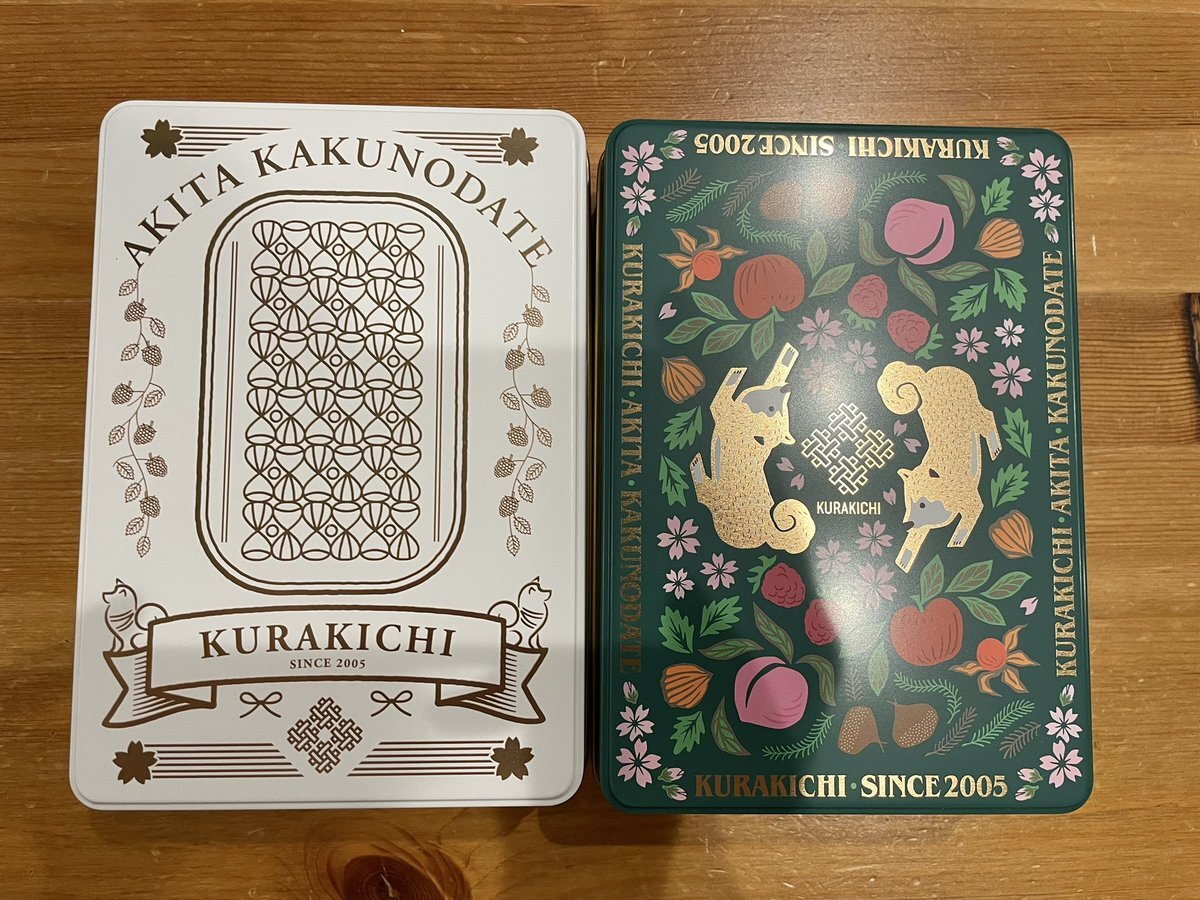 AKITA KAKUNODATE
KURAKICHI
SINCE 2005
KURAKICHI SINCE 2005
KURAKICHI・AKITA・KAKUNODATE
KURAKICHI・AKITA・KAKUNODATE
KURAKICHI
KURAKICHI・SINCE 2005